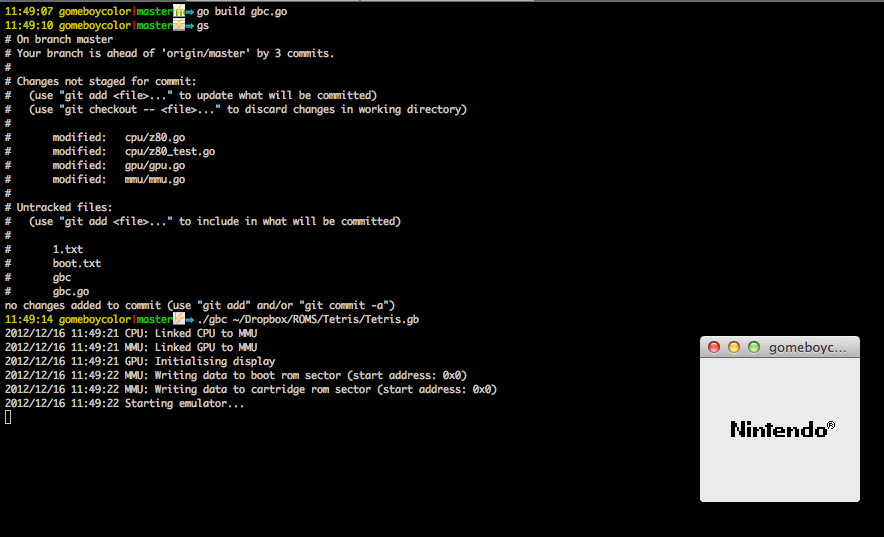 11:49:07 gomeboycolor|master⇒ go build gbc.go
11:49:10 gomeboycolor|master⇒ gs
# On branch master
# Your branch is ahead of 'origin/master' by 3 commits.
#
# Changes not staged for commit:
#   (use "git add <file>..." to update what will be committed)
#   (use "git checkout -- <file>..." to discard changes in working directory)
#
#       modified:   cpu/z80.go
#       modified:   cpu/z80_test.go
#       modified:   gpu/gpu.go
#       modified:   mmu/mmu.go
#
# Untracked files:
#   (use "git add <file>..." to include in what will be committed)
#
#       1.txt
#       boot.txt
#       gbc
#       gbc.go
no changes added to commit (use "git add" and/or "git commit -a")
11:49:14 gomeboycolor|master⇒ ./gbc ~/Dropbox/ROMS/Tetris/Tetris.gb
2012/12/16 11:49:21 CPU: Linked CPU to MMU
2012/12/16 11:49:21 MMU: Linked GPU to MMU
2012/12/16 11:49:21 GPU: Initialising display
2012/12/16 11:49:22 MMU: Writing data to boot rom sector (start address: 0x0)
2012/12/16 11:49:22 MMU: Writing data to cartridge rom sector (start address: 0x0)
2012/12/16 11:49:22 Starting emulator...
gomeboyc...
Nintendo®